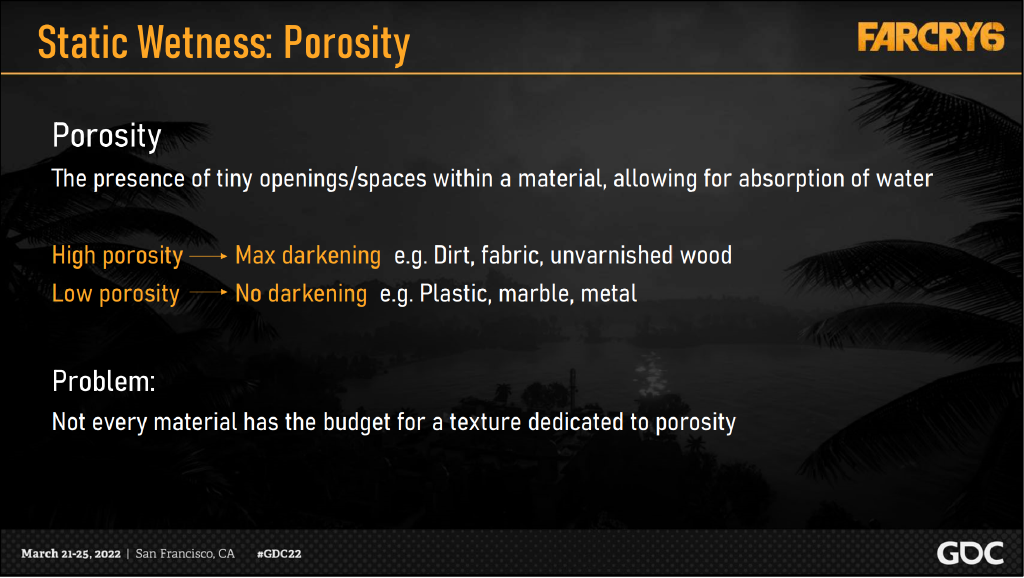 Static Wetness: Porosity
FARCRY6
Porosity
The presence of tiny openings/spaces within a material, allowing for absorption of water
High porosity → Max darkening e.g. Dirt, fabric, unvarnished wood
Low porosity → No darkening e.g. Plastic, marble, metal
Problem:
Not every material has the budget for a texture dedicated to porosity
March 21-25, 2022 | San Francisco, CA #GDC22
GDC